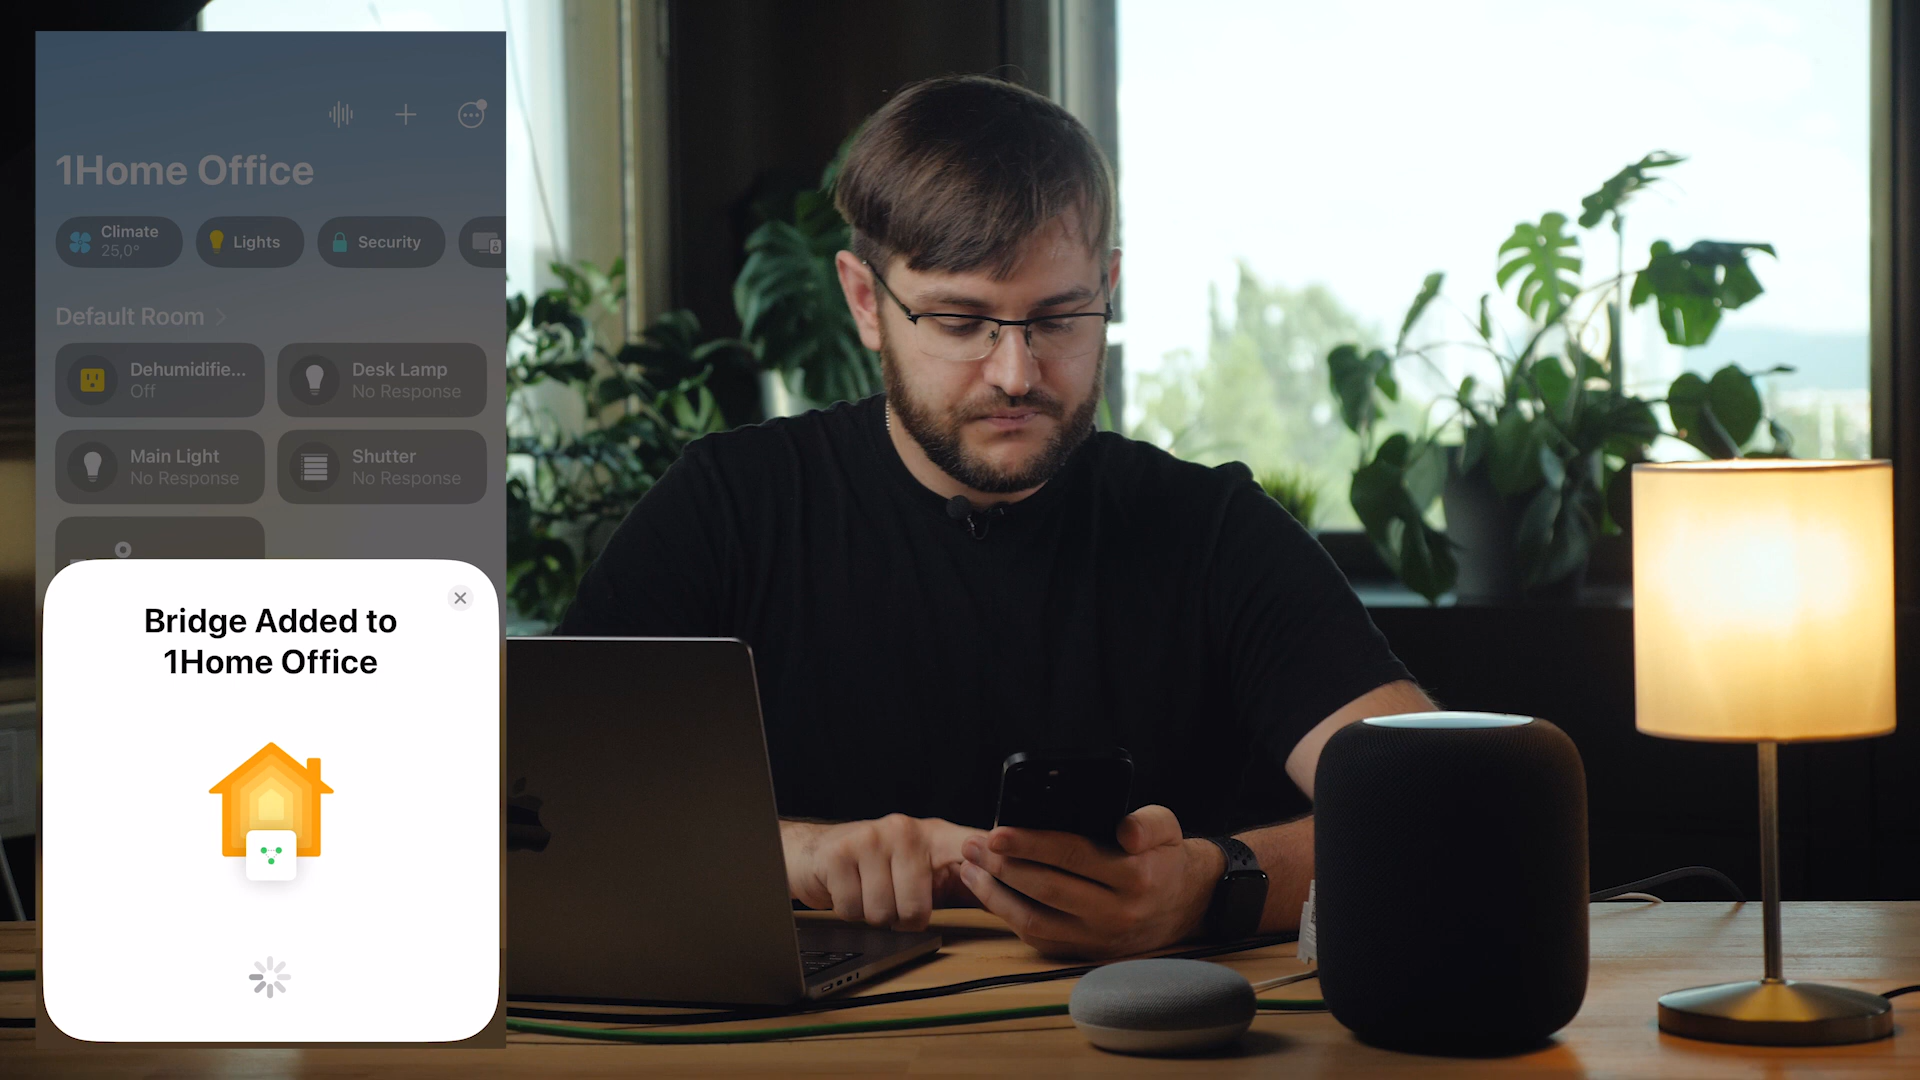 1Home Office
Climate
25,0°
Lights
Security
Default Room
Dehumidifie...
Off
Desk Lamp
No Response
Main Light
No Response
Shutter
No Response
Bridge Added to
1Home Office